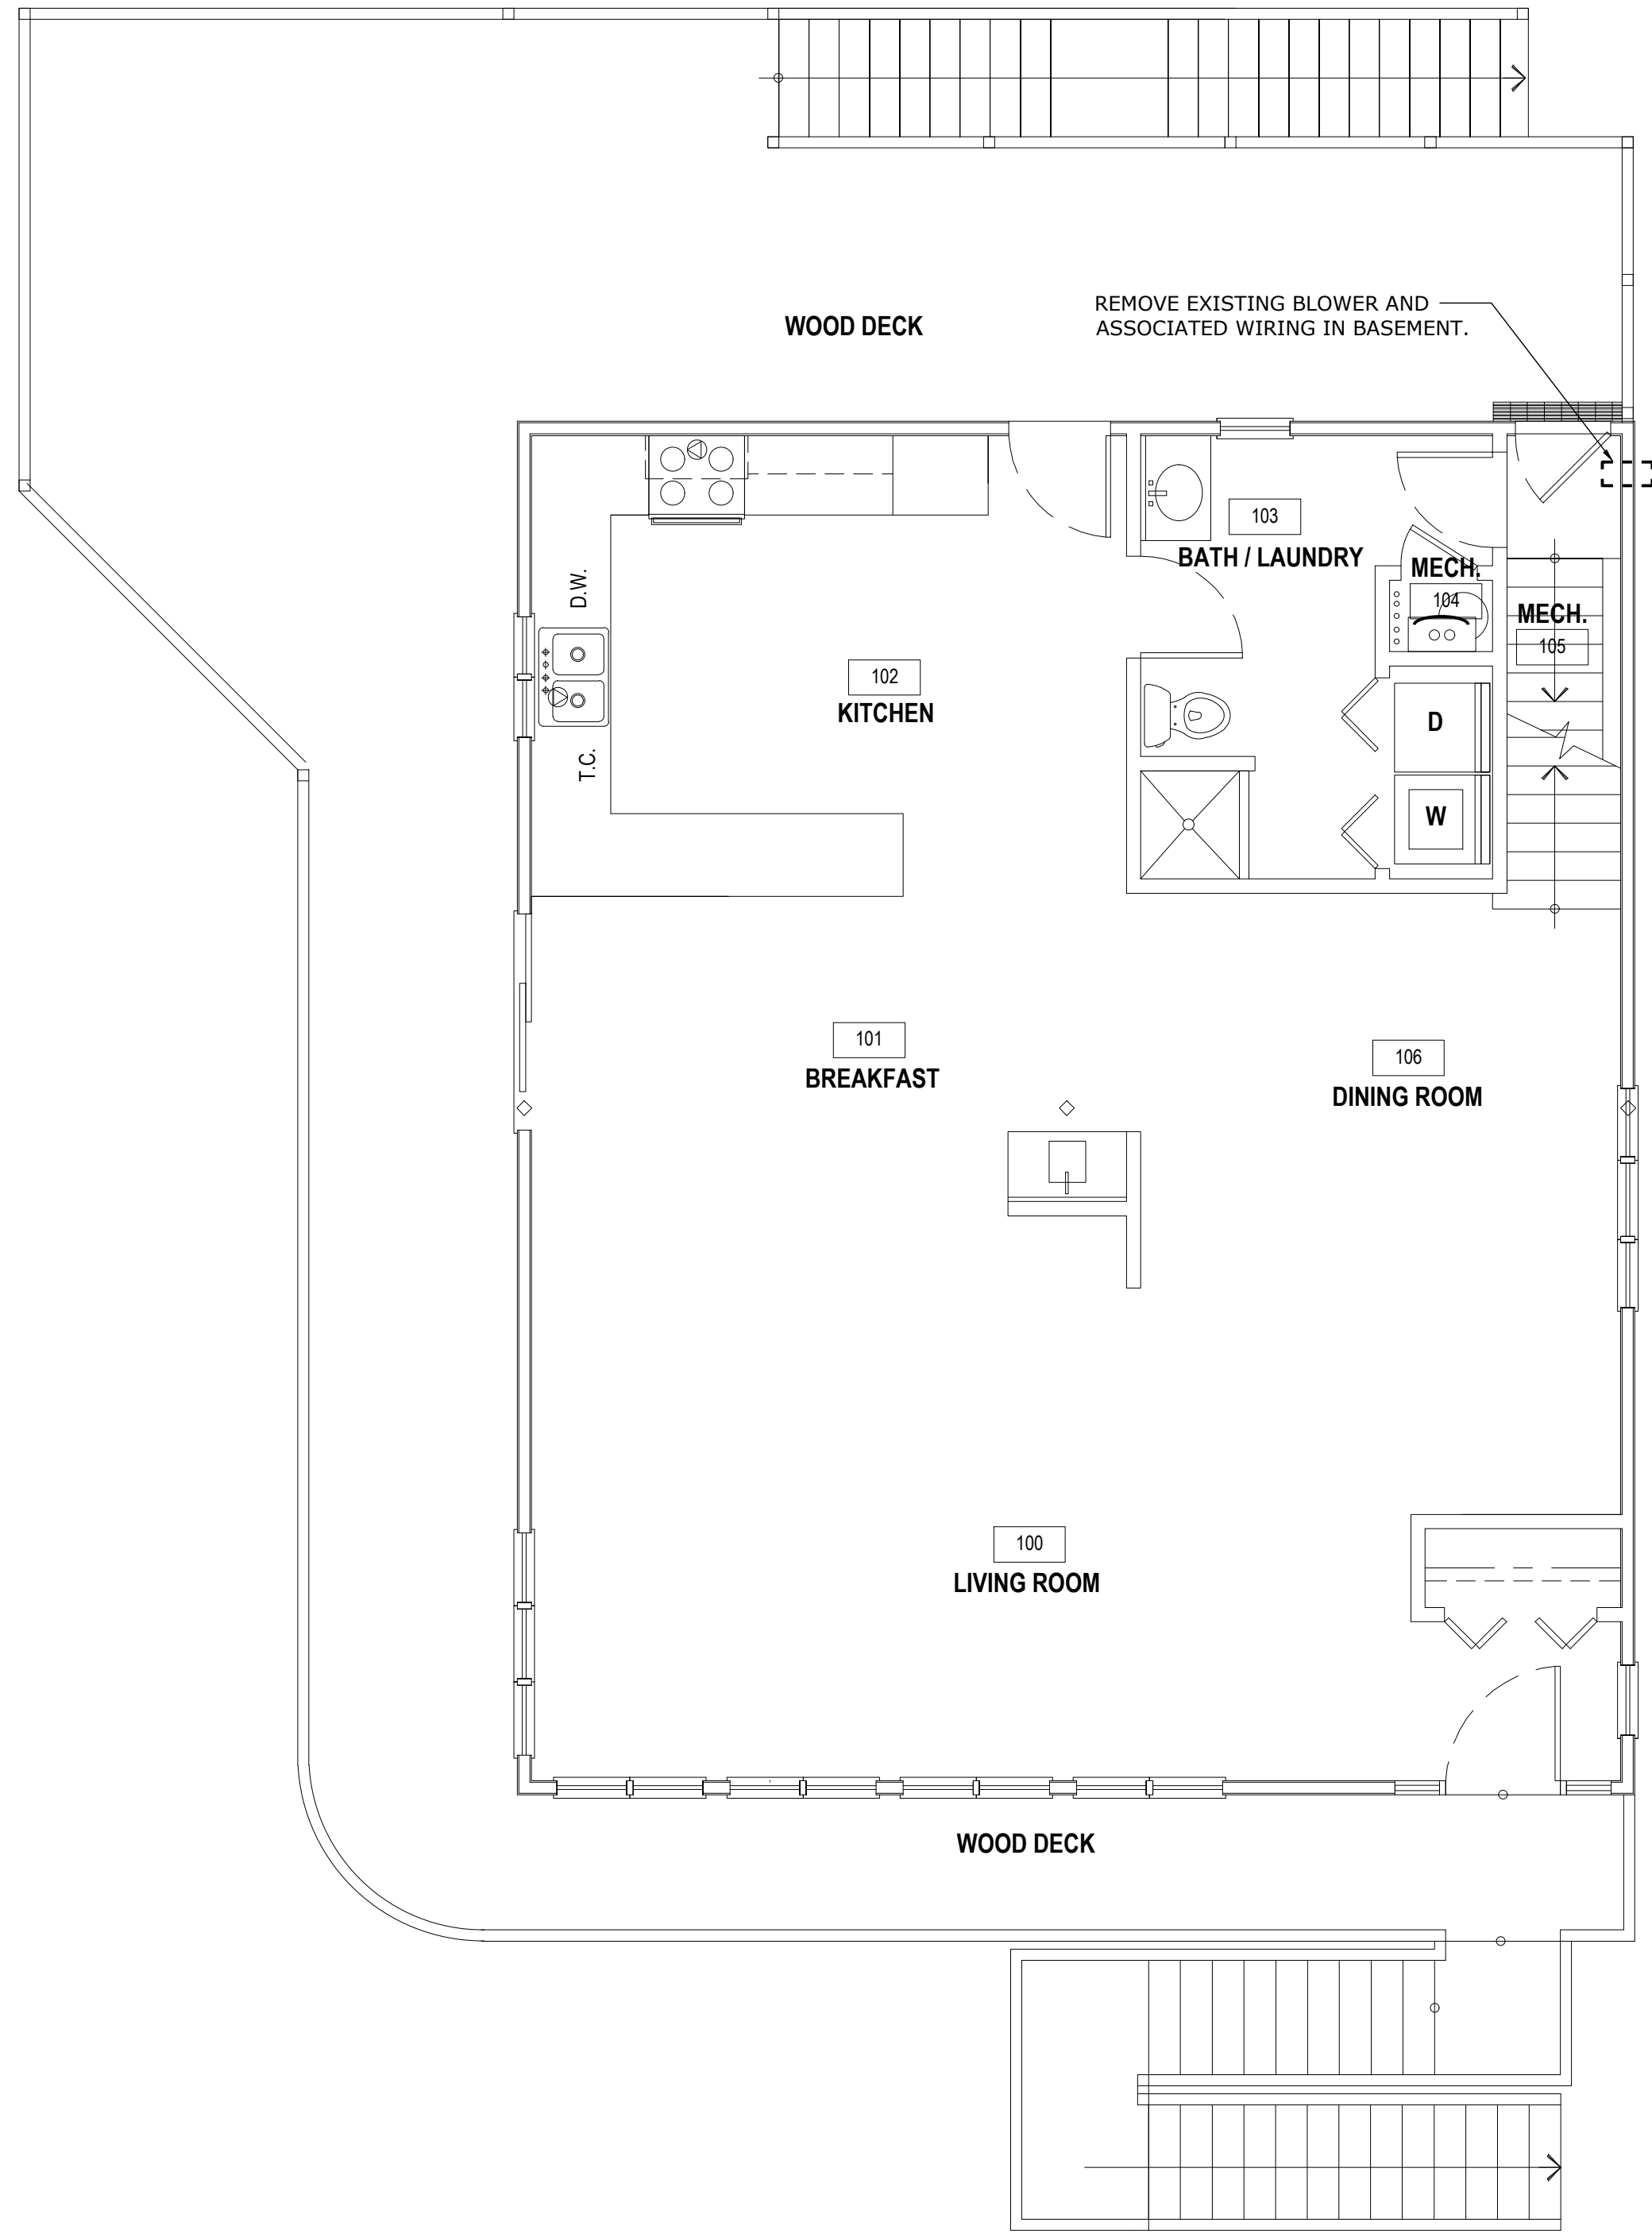 REMOVE EXISTING BLOWER AND
ASSOCIATED WIRING IN BASEMENT.
WOOD DECK
103
BATH / LAUNDRY
MECH.
104
MECH.
105
D.W.
102
KITCHEN
D
T.C.
W
101
BREAKFAST
106
DINING ROOM
100
LIVING ROOM
WOOD DECK